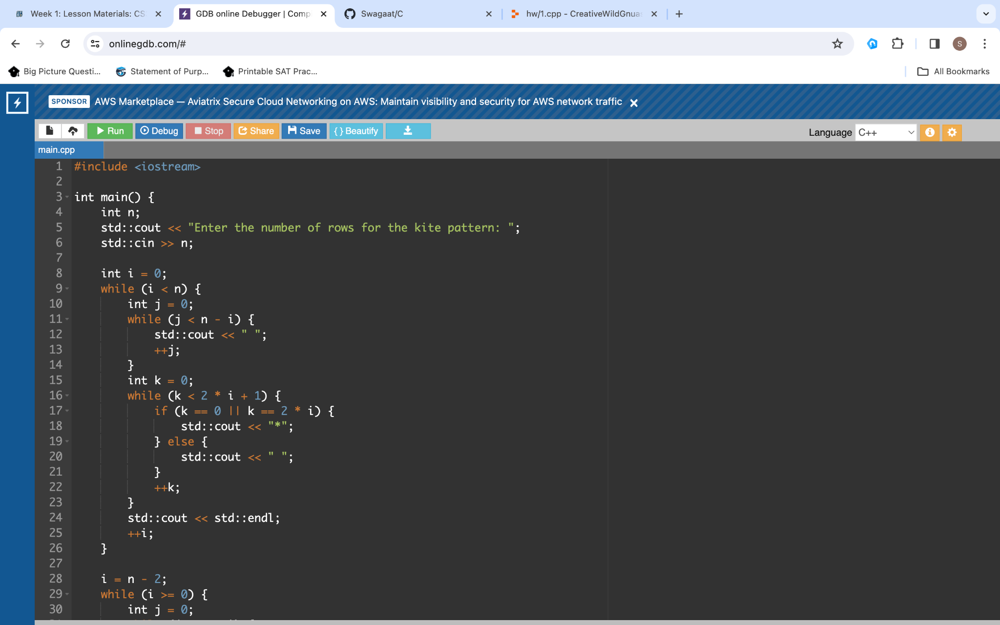 Week 1: Lesson Materials: CS
GDB online Debugger | Comp
Swagaat/C
hw/1.cpp - CreativeWildGnuas
onlinegdb.com/#
S
Big Picture Questi...
Statement of Purp...
Printable SAT Prac...
All Bookmarks
SPONSOR AWS Marketplace — Aviatrix Secure Cloud Networking on AWS: Maintain visibility and security for AWS network traffic
Run Debug Stop Share Save { } Beautify
Language C++
main.cpp
1 #include <iostream>
2
3 int main() {
4     int n;
5     std::cout << "Enter the number of rows for the kite pattern: ";
6     std::cin >> n;
7
8     int i = 0;
9     while (i < n) {
10         int j = 0;
11         while (j < n - i) {
12             std::cout << " ";
13             ++j;
14         }
15         int k = 0;
16         while (k < 2 * i + 1) {
17             if (k == 0 || k == 2 * i) {
18                 std::cout << "*";
19             } else {
20                 std::cout << " ";
21             }
22             ++k;
23         }
24         std::cout << std::endl;
25         ++i;
26     }
27
28     i = n - 2;
29     while (i >= 0) {
30         int j = 0;